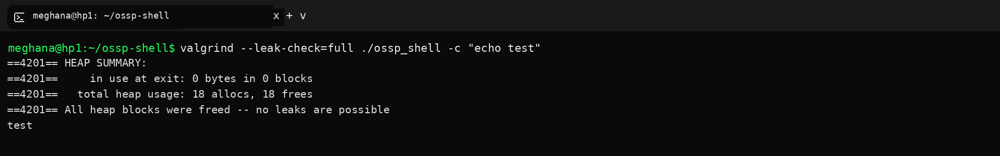 meghana@hp1: ~/ossp-shell x + v
meghana@hp1:~/ossp-shell$ valgrind --leak-check=full ./ossp_shell -c "echo test"
==4201== HEAP SUMMARY:
==4201==     in use at exit: 0 bytes in 0 blocks
==4201==   total heap usage: 18 allocs, 18 frees
==4201== All heap blocks were freed -- no leaks are possible
test